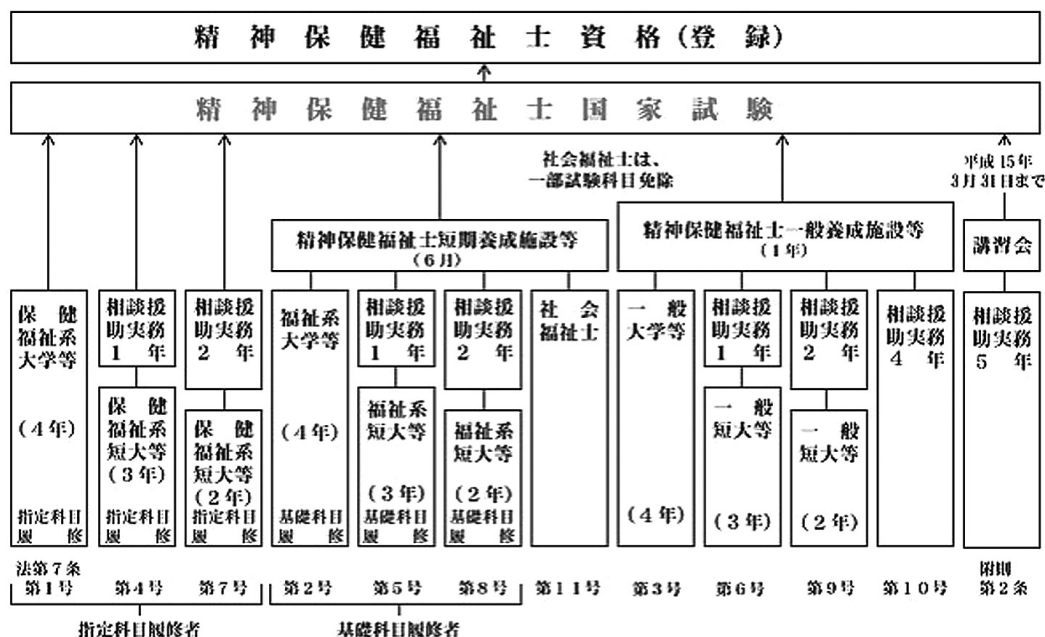 精神保健福祉士資格(登録)
精神保健福祉士国家試験
社会福祉士は、
一部試験科目免除
平成15年
3月31日まで
精神保健福祉士短期養成施設等
(6月)
精神保健福祉士一般養成施設等
(1年)
講習会
保健
福祉系
大学等
(4年)
指定科目
履修
相談援
助実務
1年
保健
福祉系
短大等
(3年)
指定科目
履修
相談援
助実務
2年
保健
福祉系
短大等
(2年)
指定科目
履修
福祉系
大学等
(4年)
基礎科目
履修
相談援
助実務
1年
福祉系
短大等
(3年)
基礎科目
履修
相談援
助実務
2年
福祉系
短大等
(2年)
基礎科目
履修
社会
福祉士
一般
大学等
(4年)
相談援
助実務
1年
一般
短大等
(3年)
相談援
助実務
2年
一般
短大等
(2年)
相談援
助実務
4年
相談援
助実務
5年
法第7条
第1号
第4号
第7号
第2号
第5号
第8号
第11号
第3号
第6号
第9号
第10号
附則
第2条
指定科目履修者
基礎科目履修者